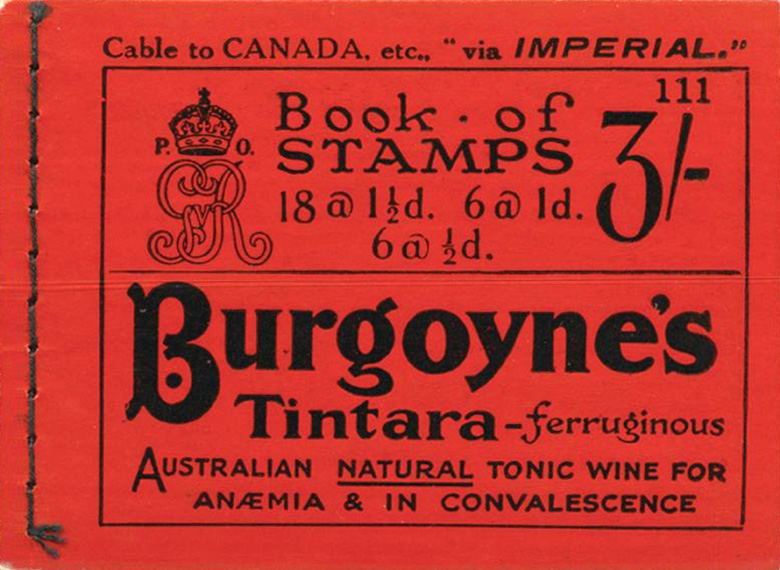 Cable to CANADA, etc., "via IMPERIAL."
111
P. O.
GVR
Book · of
STAMPS
3/-
18 @ 1½d. 6 @ 1d.
6 @ ½d.
Burgoyne's
Tintara-ferruginous
AUSTRALIAN NATURAL TONIC WINE FOR
ANÆMIA & IN CONVALESCENCE